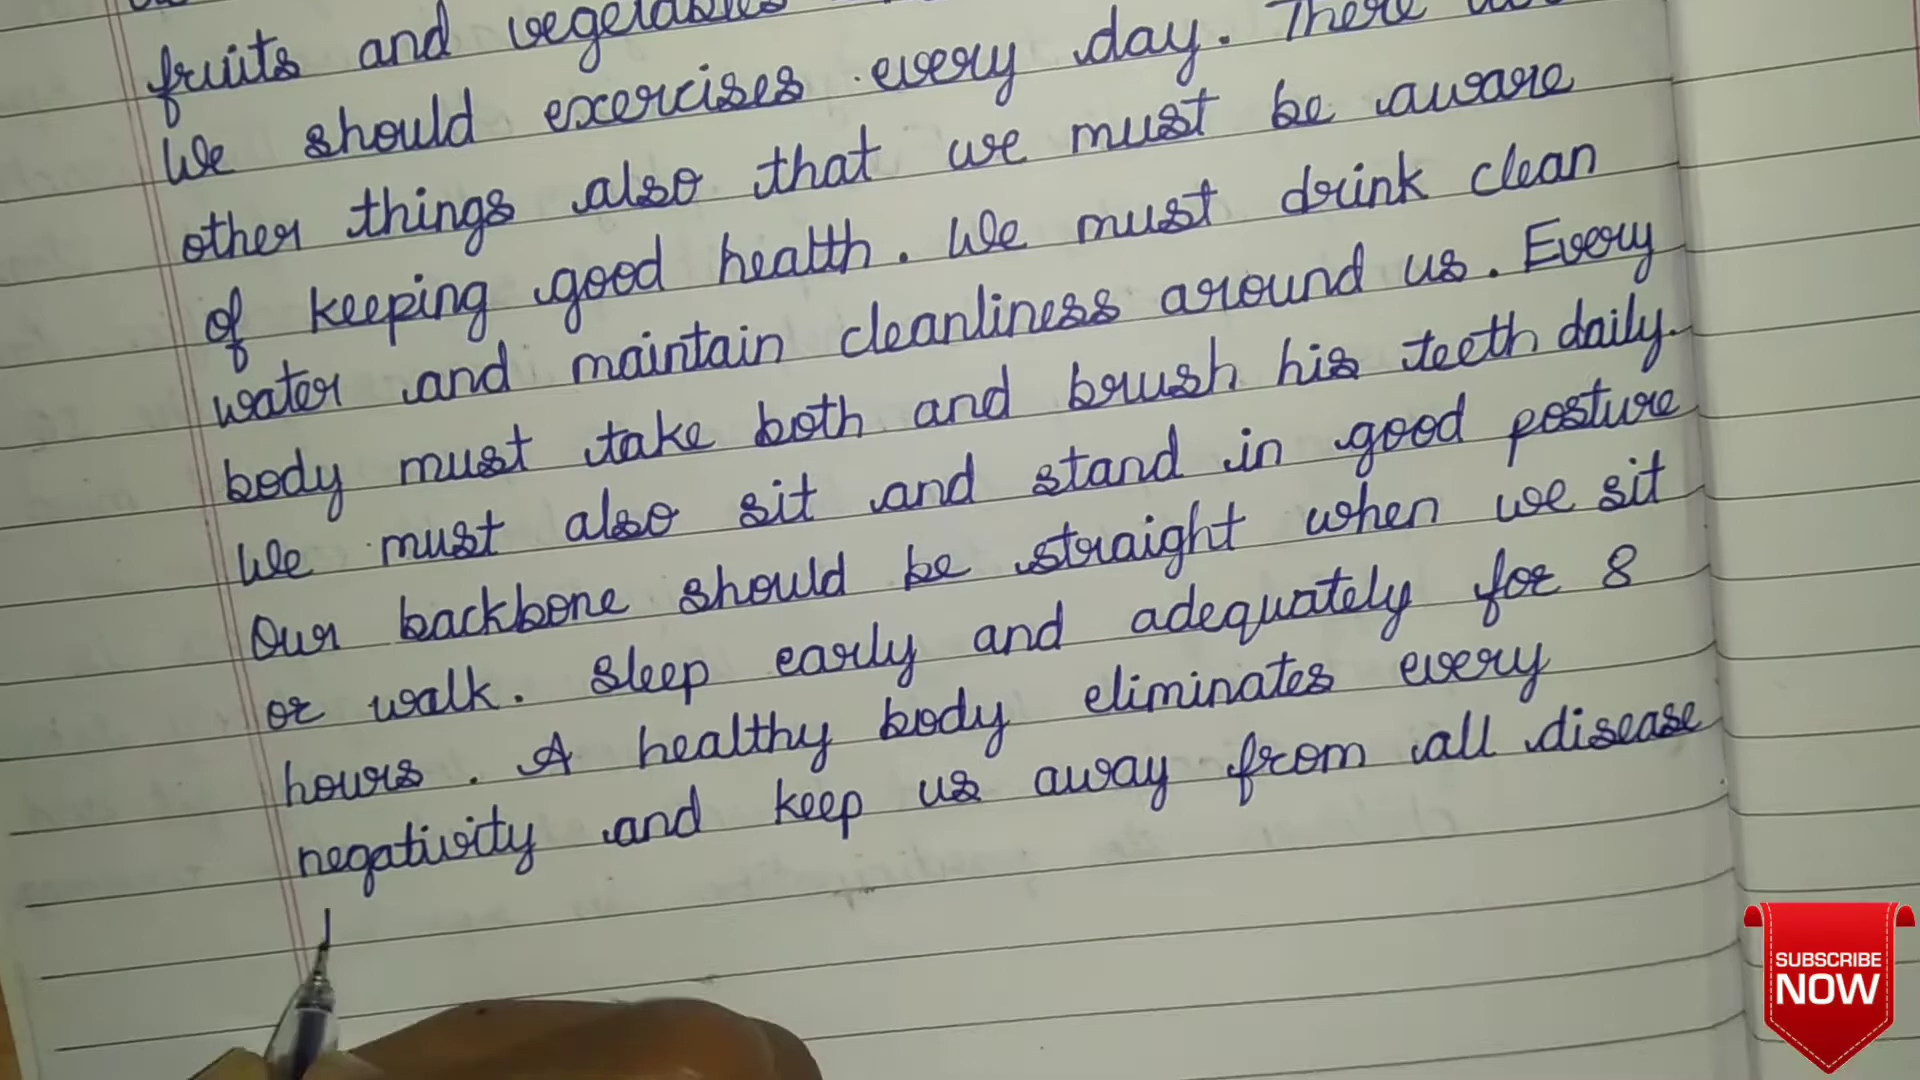 fruits and vegetables
We should exercises every day. There
other things also that we must be aware
of keeping good health. We must drink clean
water and maintain cleanliness around us. Every
body must take both and brush his teeth daily.
We must also sit and stand in good posture
Our backbone should be straight when we sit
or walk. Sleep early and adequately for 8
hours. A healthy body eliminates every
negativity and keep us away from all disease
SUBSCRIBE
NOW